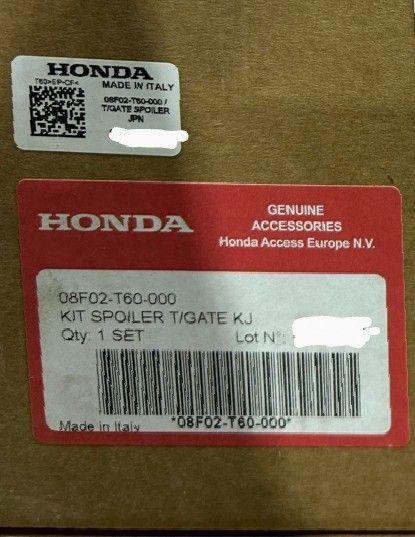 HONDA
T60>EP-CF<
MADE IN ITALY
08F02-T60-000 /
T/GATE SPOILER
JPN
HONDA
GENUINE
ACCESSORIES
Honda Access Europe N.V.
08F02-T60-000
KIT SPOILER T/GATE KJ
Qty: 1 SET Lot N°:
Made in Italy *08F02-T60-000*